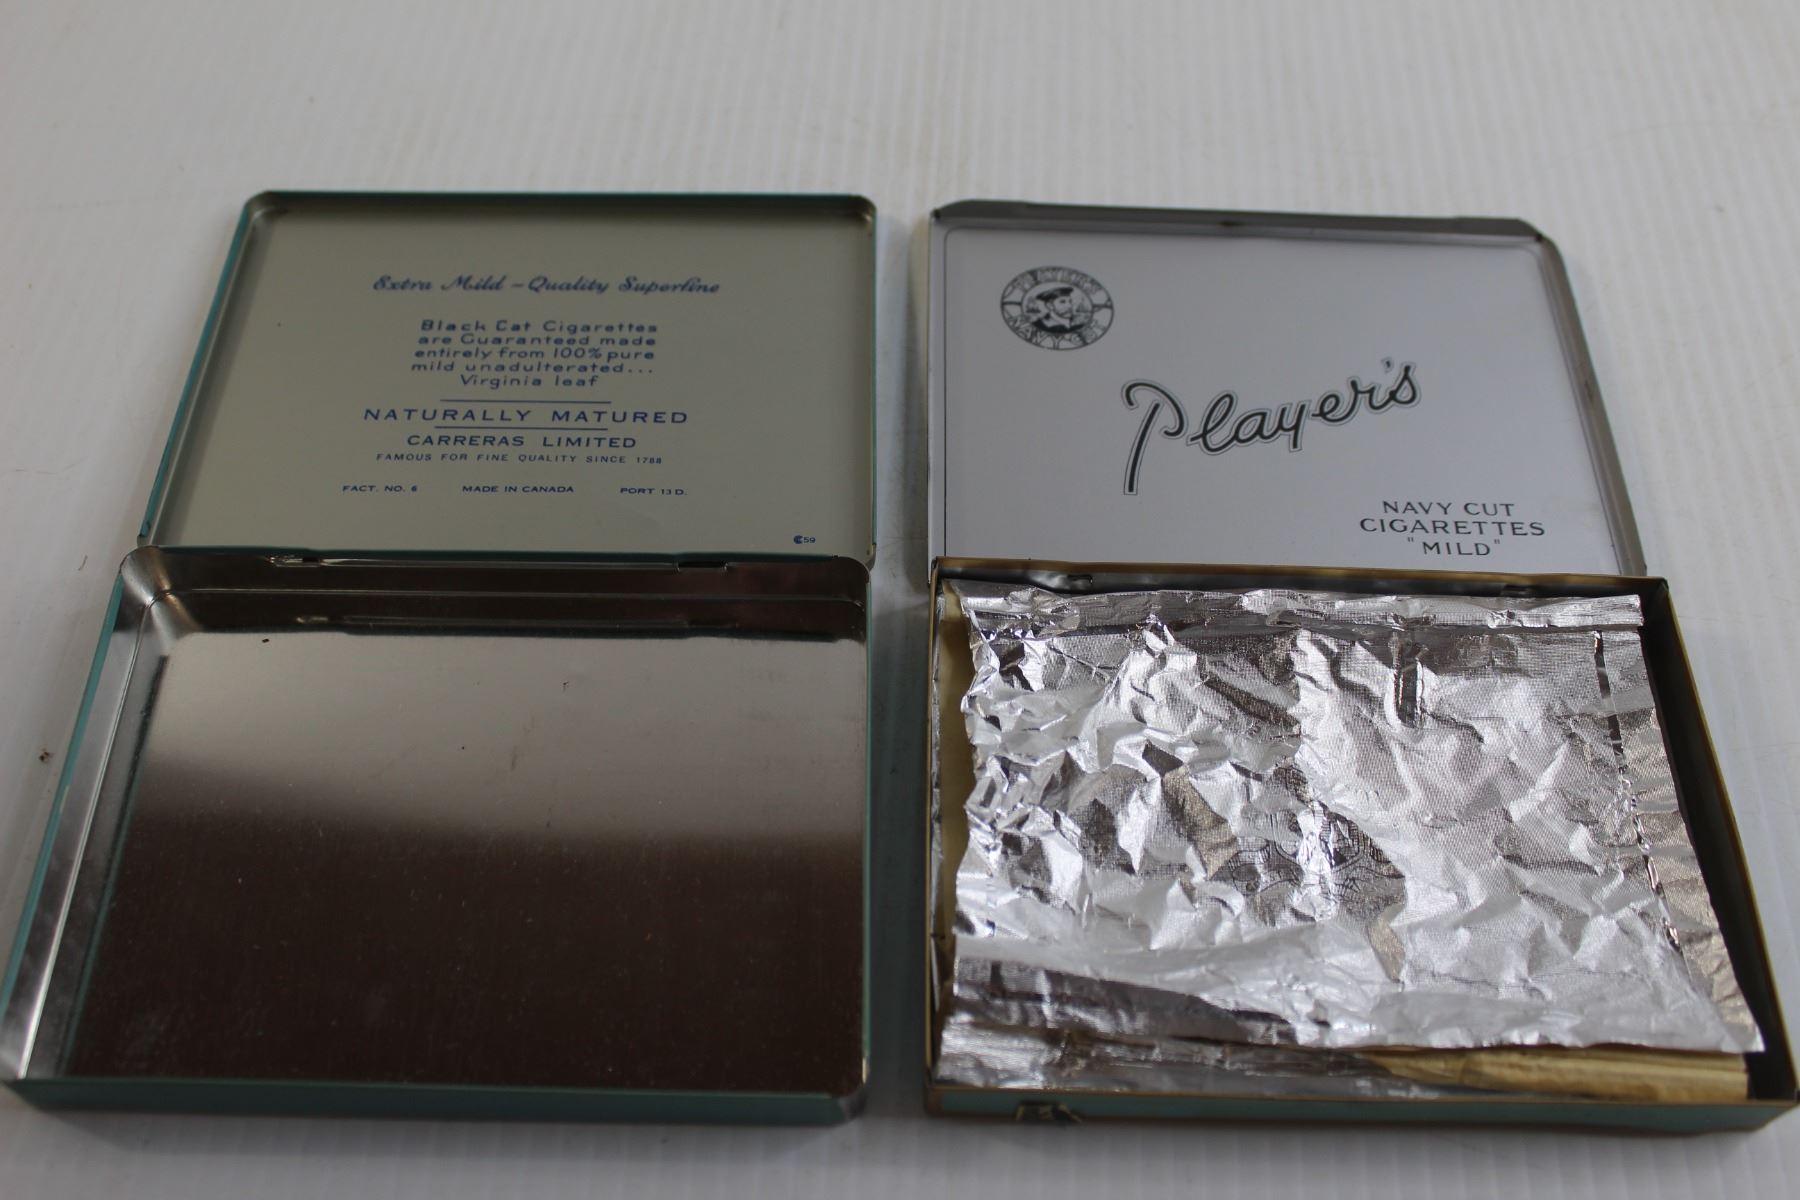 Extra Mild - Quality Superfine
Black Cat Cigarettes
are Guaranteed made
entirely from 100% pure
mild unadulterated...
Virginia leaf
NATURALLY MATURED
CARRERAS LIMITED
FAMOUS FOR FINE QUALITY SINCE 1788
FACT. NO. 6 MADE IN CANADA PORT 13 D.
C59
PLAYER'S
NAVY CUT
Player's
NAVY CUT
CIGARETTES
"MILD"